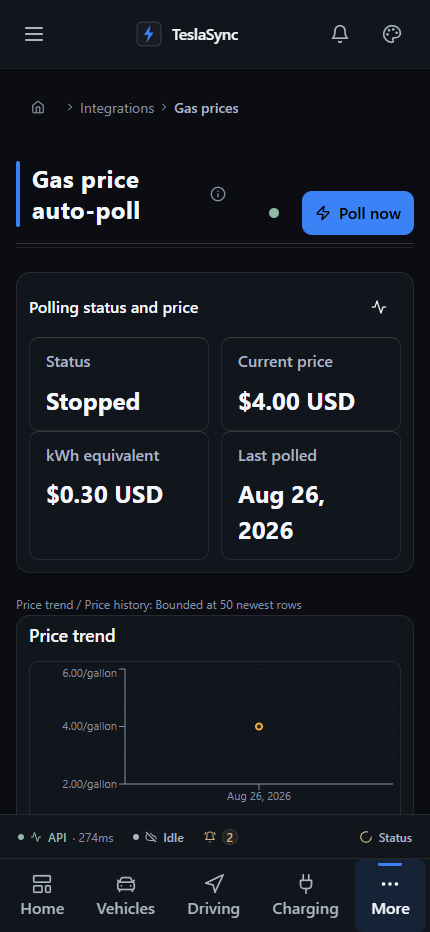 TeslaSync
Integrations
Gas prices
Gas price
auto-poll
Poll now
Polling status and price
Status
Stopped
Current price
$4.00 USD
kWh equivalent
$0.30 USD
Last polled
Aug 26,
2026
Price trend / Price history: Bounded at 50 newest rows
Price trend
6.00/gallon
4.00/gallon
2.00/gallon
Aug 26, 2026
API · 274ms
Idle
2
Status
Home
Vehicles
Driving
Charging
More